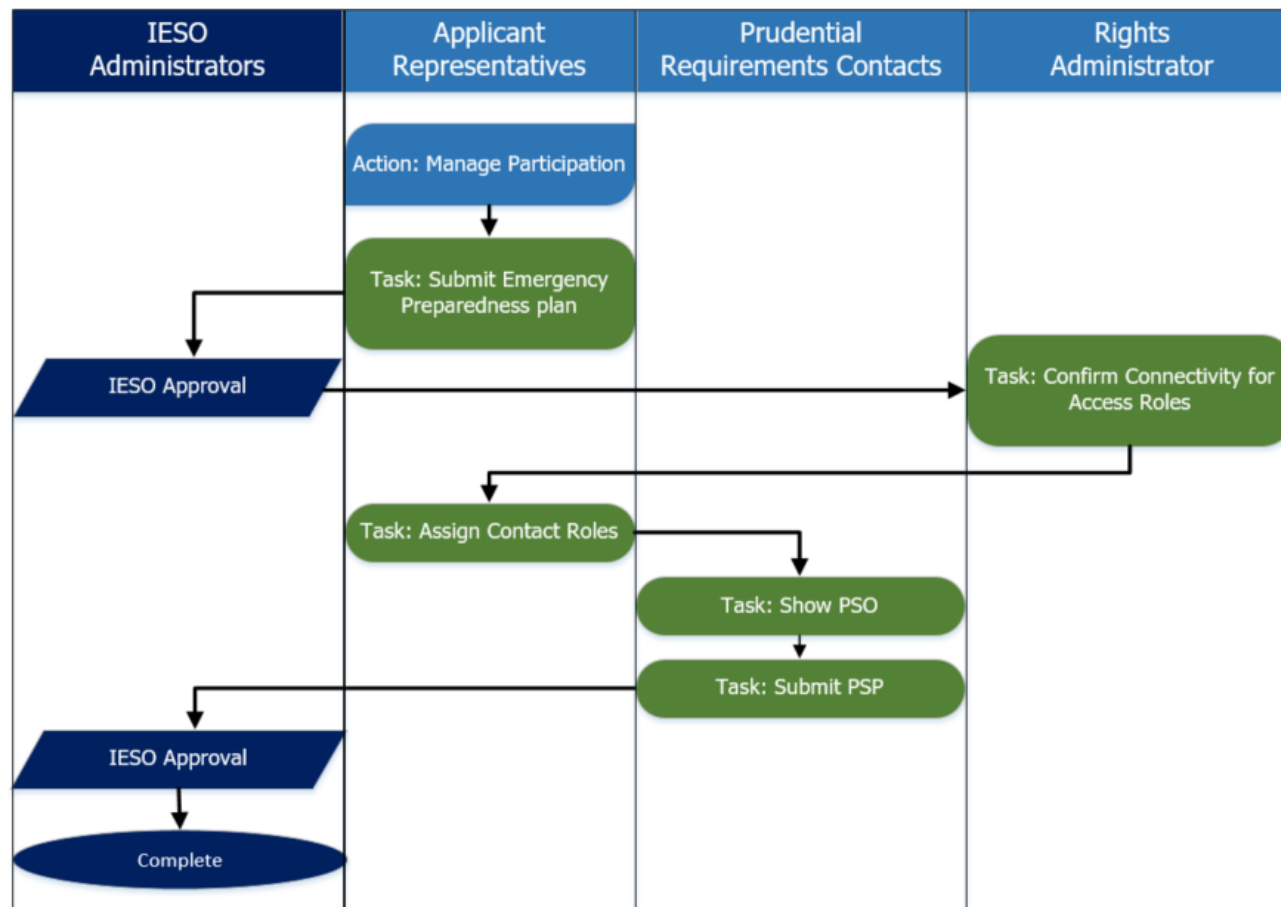 IESO
Administrators
Applicant
Representatives
Prudential
Requirements Contacts
Rights
Administrator
Action: Manage Participation
Task: Submit Emergency
Preparedness plan
IESO Approval
Task: Confirm Connectivity for
Access Roles
Task: Assign Contact Roles
Task: Show PSO
Task: Submit PSP
IESO Approval
Complete